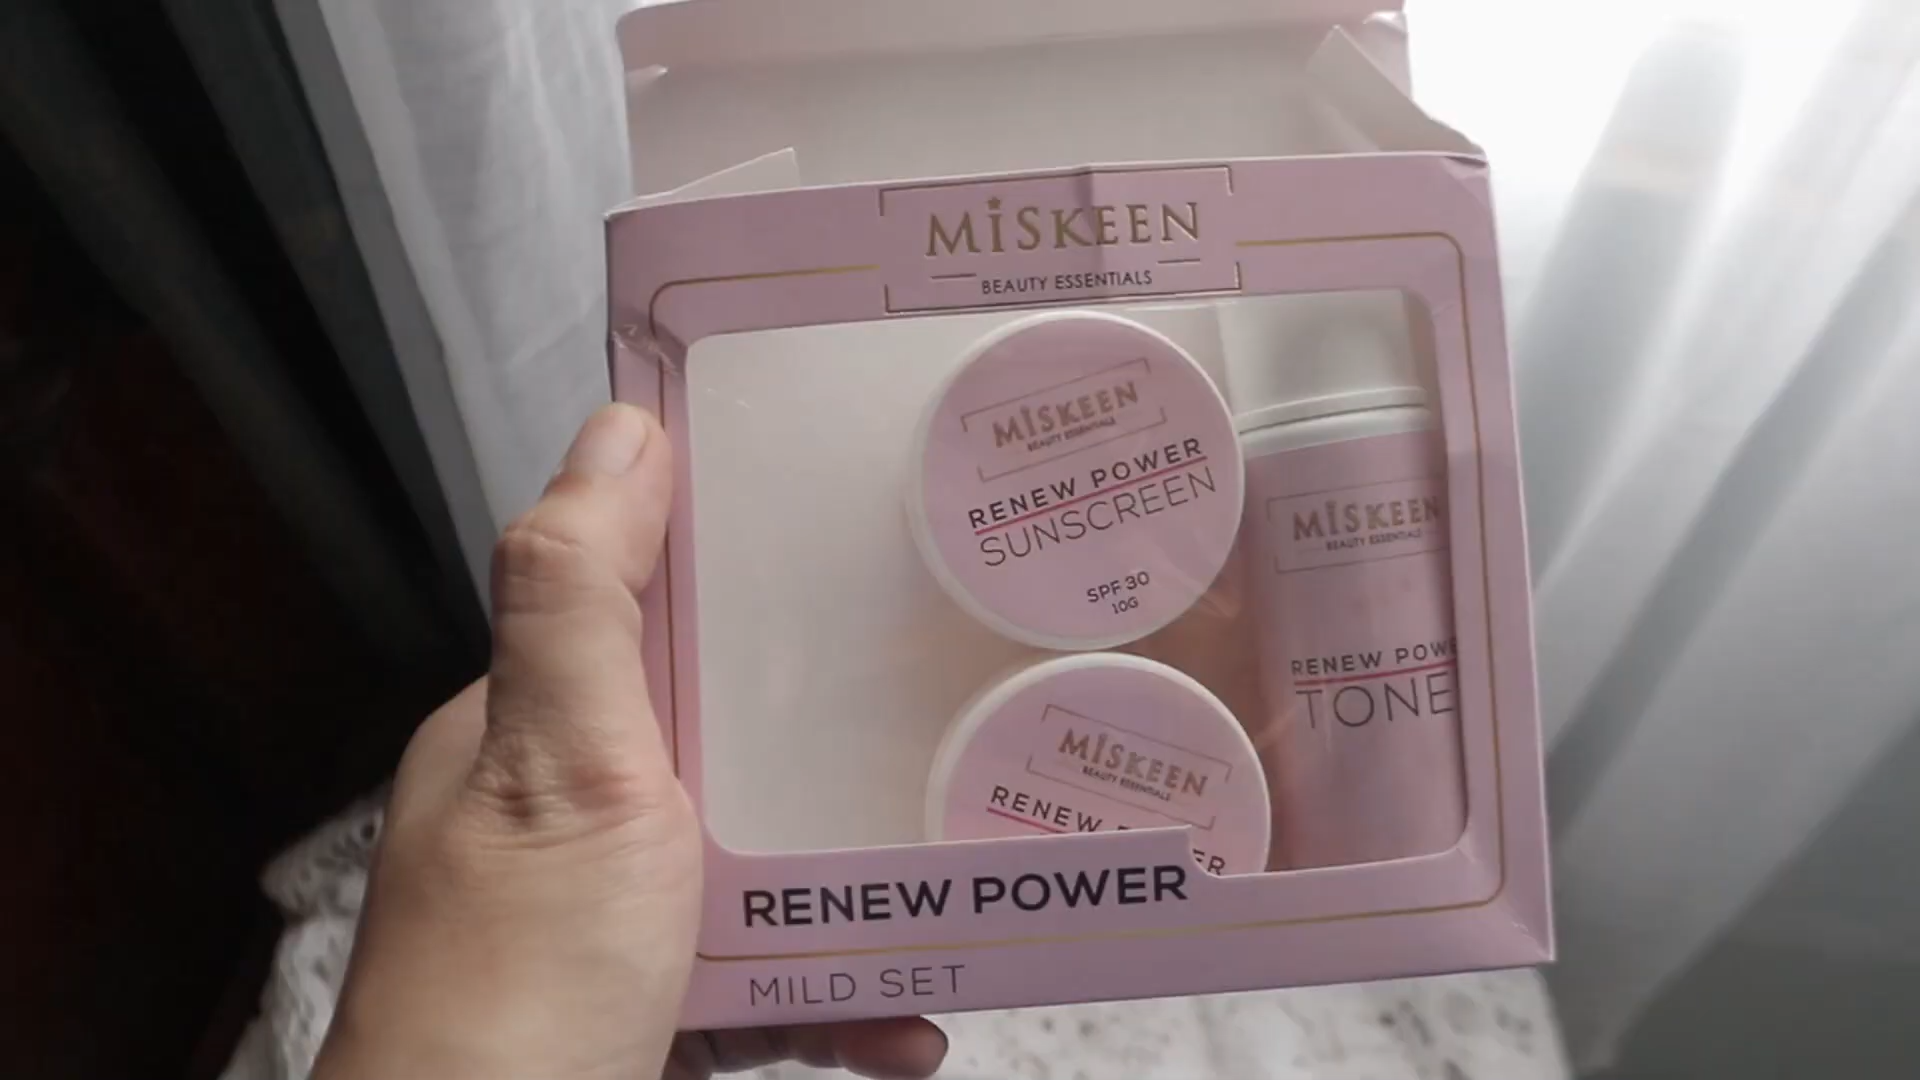 MiSKEEN
BEAUTY ESSENTIALS
MiSKEEN
BEAUTY ESSENTIALS
RENEW POWER
SUNSCREEN
SPF 30
10G
MiSKEEN
BEAUTY ESSENTIALS
RENEW POWE
TONE
MiSKEEN
BEAUTY ESSENTIALS
RENEW
ER
RENEW POWER
MILD SET